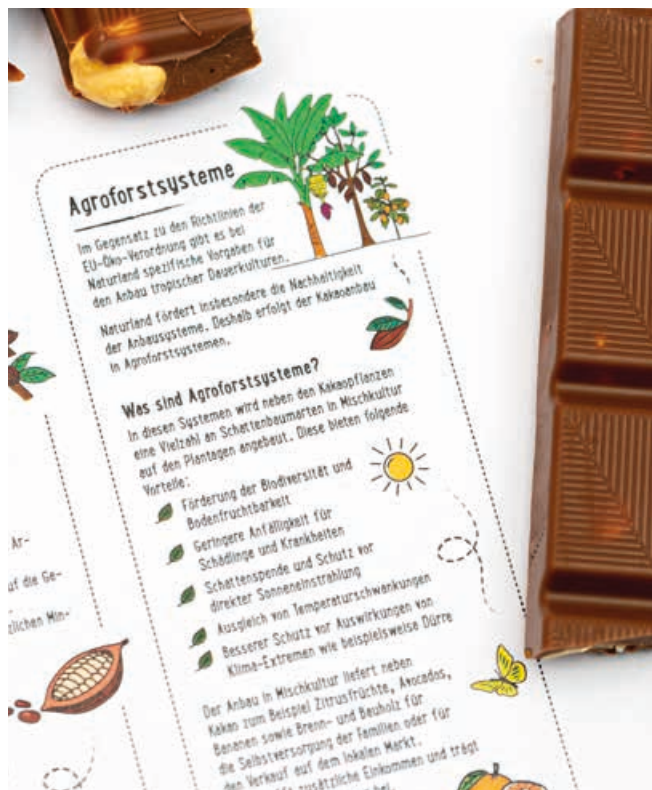 Agroforstsysteme
Im Gegensatz zu den Richtlinien der
EU-Öko-Verordnung gibt es bei
Naturland spezifische Vorgaben für
den Anbau tropischer Dauerkulturen.
Naturland fördert insbesondere die Nachhaltigkeit
der Anbausysteme. Deshalb erfolgt der Kakaoanbau
in Agroforstsystemen.
Was sind Agroforstsysteme?
In diesen Systemen wird neben den Kakaopflanzen
eine Vielzahl an Schattenbaumarten in Mischkultur
auf den Plantagen angebaut. Diese bieten folgende
Vorteile:
Förderung der Biodiversität und
Bodenfruchtbarkeit
Geringere Anfälligkeit für
Schädlinge und Krankheiten
Schattenspende und Schutz vor
direkter Sonneneinstrahlung
Ausgleich von Temperaturschwankungen
Besserer Schutz vor Auswirkungen von
Klima-Extremen wie beispielsweise Dürre
Der Anbau in Mischkultur liefert neben
Kakao zum Beispiel Zitrusfrüchte, Avocados,
Bananen sowie Brenn- und Bauholz für
die Selbstversorgung der Familien oder für
den Verkauf auf dem lokalen Markt.
zusätzliche Einkommen und trägt
bei.
Ar-
f die Ge-
zlichen Min-